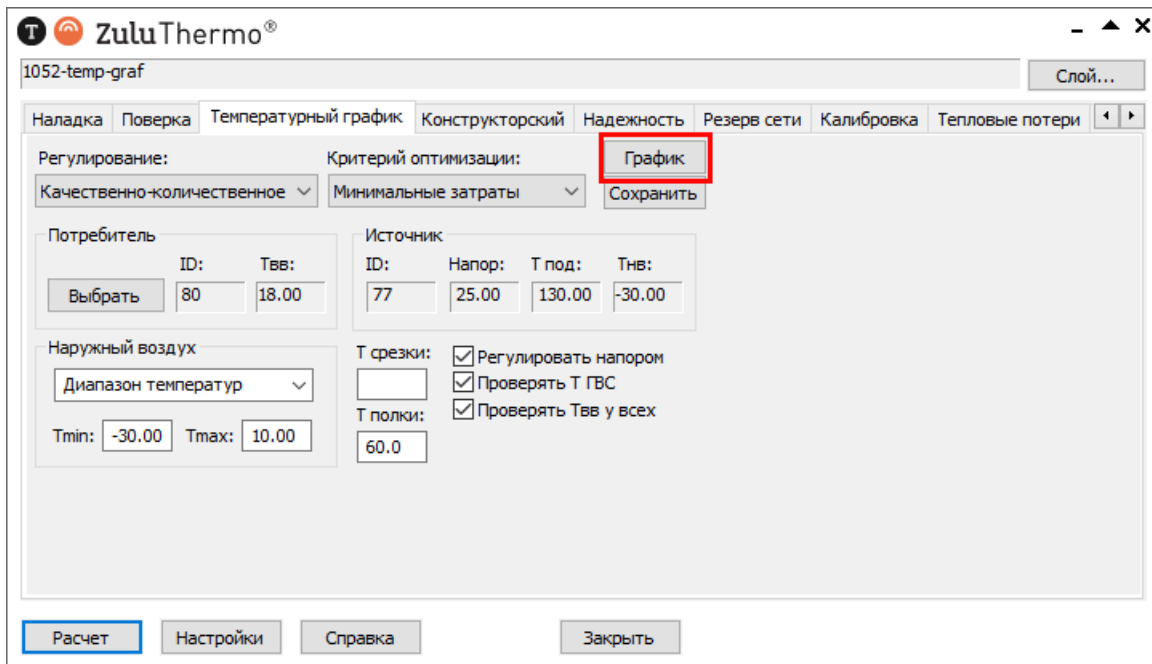 T ZuluThermo®
1052-temp-graf
Слой...
Наладка Поверка Температурный график Конструкторский Надежность Резерв сети Калибровка Тепловые потери
Регулирование: Критерий оптимизации: График
Качественно-количественное Минимальные затраты Сохранить
Потребитель Источник
ID: Твв: ID: Напор: Т под: Тнв:
Выбрать 80 18.00 77 25.00 130.00 -30.00
Наружный воздух Т срезки: Регулировать напором
Диапазон температур Проверять Т ГВС
Т полки: Проверять Твв у всех
Tmin: -30.00 Tmax: 10.00 60.0
Расчет Настройки Справка Закрыть